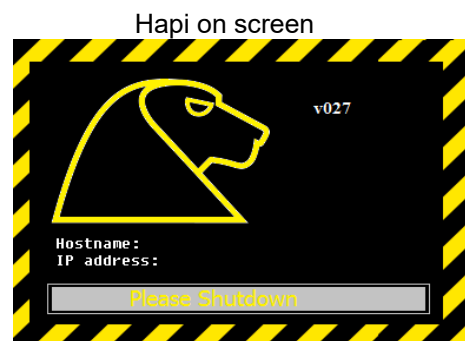 Hapi on screen
v027
Hostname:
IP address:
Please Shutdown